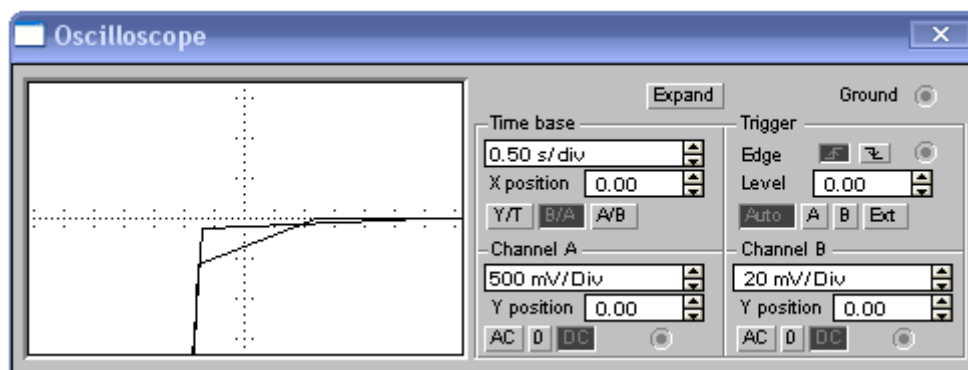 Oscilloscope
Expand
Ground
Time base
0.50 s/div
X position 0.00
Y/T B/A A/B
Trigger
Edge
Level 0.00
Auto A B Ext
Channel A
500 mV/Div
Y position 0.00
AC 0 DC
Channel B
20 mV/Div
Y position 0.00
AC 0 DC